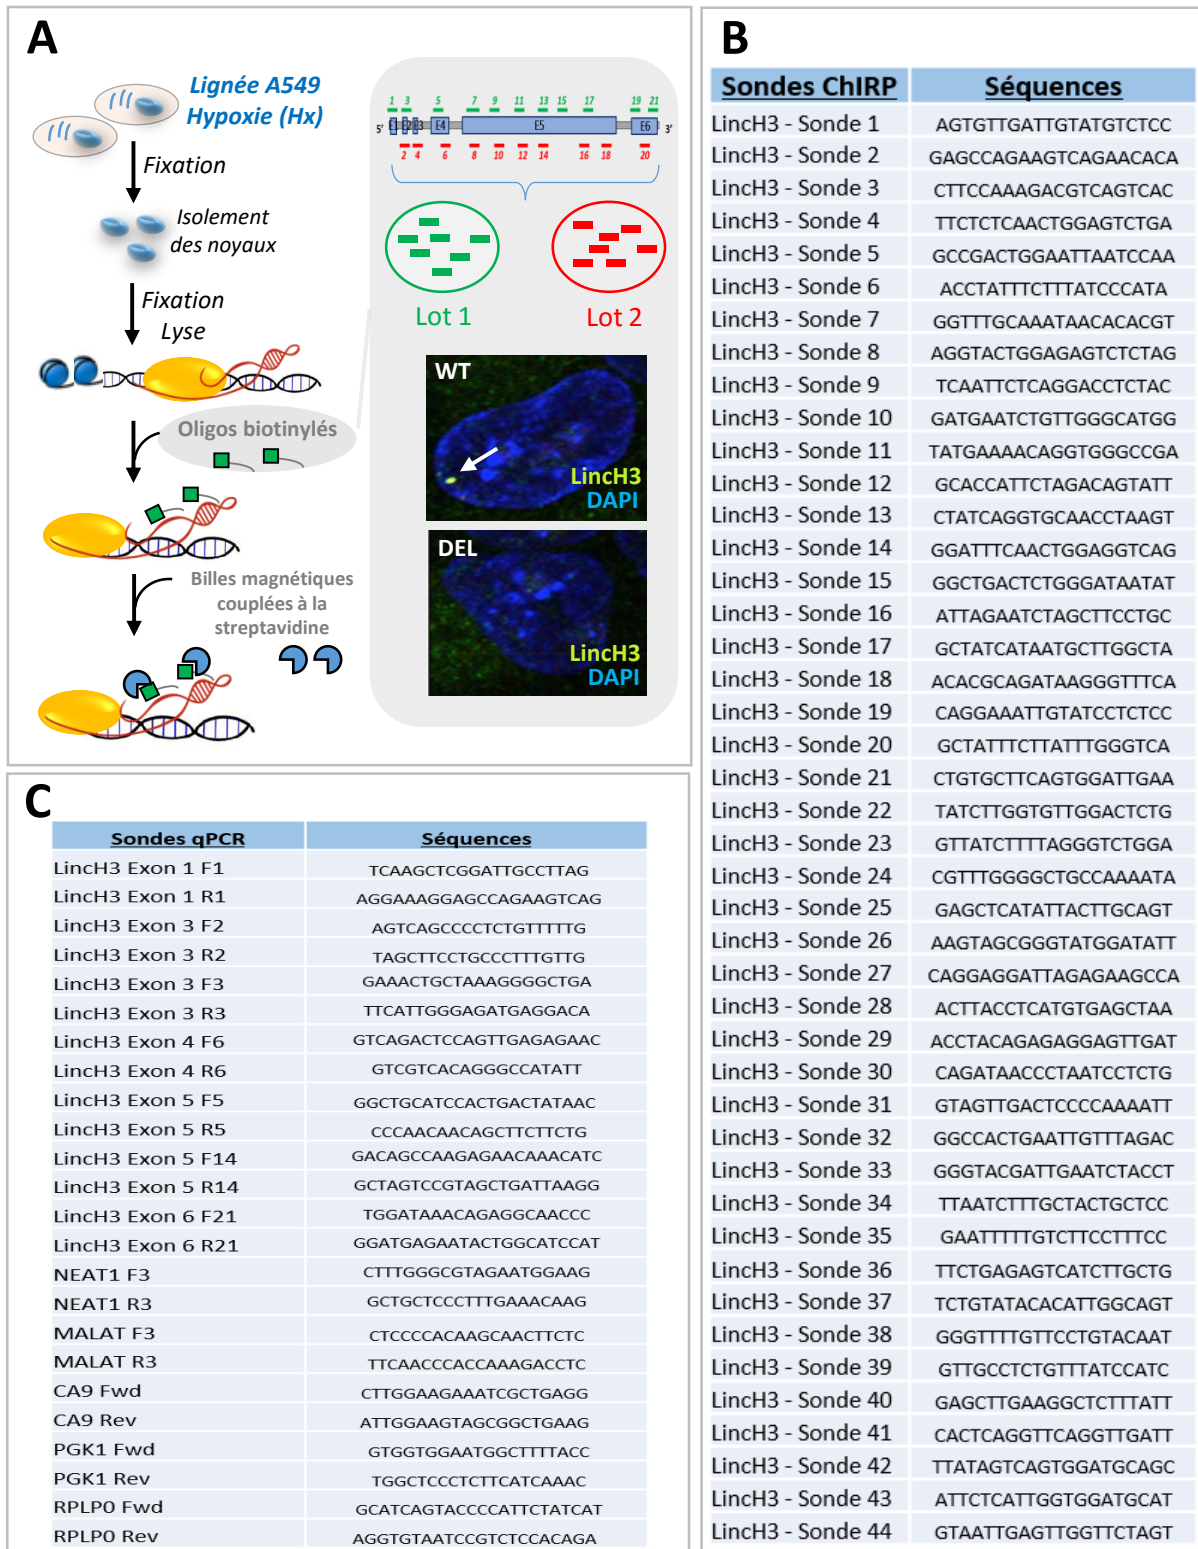 A
Lignée A549
Hypoxie (Hx)
Fixation
Isolement
des noyaux
Fixation
Lyse
Oligos biotinylés
Billes magnétiques
couplées à la
streptavidine
1 3 5 7 9 11 13 15 17 19 21
5' E1 E2 E3 E4 E5 E6 3'
2 4 6 8 10 12 14 16 18 20
Lot 1 Lot 2
WT
LincH3
DAPI
DEL
LincH3
DAPI
B
Sondes ChIRP Séquences
LincH3 - Sonde 1 AGTGTTGATTGTATGTCTCC
LincH3 - Sonde 2 GAGCCAGAAGTCAGAACACA
LincH3 - Sonde 3 CTTCCAAAGACGTCAGTCAC
LincH3 - Sonde 4 TTCTCTCAACTGGAGTCTGA
LincH3 - Sonde 5 GCCGACTGGAATTAATCCAA
LincH3 - Sonde 6 ACCTATTTCTTTATCCCATA
LincH3 - Sonde 7 GGTTTGCAAATAACACACGT
LincH3 - Sonde 8 AGGTACTGGAGAGTCTCTAG
LincH3 - Sonde 9 TCAATTCTCAGGACCTCTAC
LincH3 - Sonde 10 GATGAATCTGTTGGGCATGG
LincH3 - Sonde 11 TATGAAAACAGGTGGGCCGA
LincH3 - Sonde 12 GCACCATTCTAGACAGTATT
LincH3 - Sonde 13 CTATCAGGTGCAACCTAAGT
LincH3 - Sonde 14 GGATTTCAACTGGAGGTCAG
LincH3 - Sonde 15 GGCTGACTCTGGGATAATAT
LincH3 - Sonde 16 ATTAGAATCTAGCTTCCTGC
LincH3 - Sonde 17 GCTATCATAATGCTTGGCTA
LincH3 - Sonde 18 ACACGCAGATAAGGGTTTCA
LincH3 - Sonde 19 CAGGAAATTGTATCCTCTCC
LincH3 - Sonde 20 GCTATTTCTTATTTGGGTCA
LincH3 - Sonde 21 CTGTGCTTCAGTGGATTGAA
LincH3 - Sonde 22 TATCTTGGTGTTGGACTCTG
LincH3 - Sonde 23 GTTATCTTTTAGGGTCTGGA
LincH3 - Sonde 24 CGTTTGGGGCTGCCAAAATA
LincH3 - Sonde 25 GAGCTCATATTACTTGCAGT
LincH3 - Sonde 26 AAGTAGCGGGTATGGATATT
LincH3 - Sonde 27 CAGGAGGATTAGAGAAGCCA
LincH3 - Sonde 28 ACTTACCTCATGTGAGCTAA
LincH3 - Sonde 29 ACCTACAGAGAGGAGTTGAT
LincH3 - Sonde 30 CAGATAACCCTAATCCTCTG
LincH3 - Sonde 31 GTAGTTGACTCCCCAAAATT
LincH3 - Sonde 32 GGCCACTGAATTGTTTAGAC
LincH3 - Sonde 33 GGGTACGATTGAATCTACCT
LincH3 - Sonde 34 TTAATCTTTGCTACTGCTCC
LincH3 - Sonde 35 GAATTTTTGTCTTCCTTTCC
LincH3 - Sonde 36 TTCTGAGAGTCATCTTGCTG
LincH3 - Sonde 37 TCTGTATACACATTGGCAGT
LincH3 - Sonde 38 GGGTTTTGTTCCTGTACAAT
LincH3 - Sonde 39 GTTGCCTCTGTTTATCCATC
LincH3 - Sonde 40 GAGCTTGAAGGCTCTTTATT
LincH3 - Sonde 41 CACTCAGGTTCAGGTTGATT
LincH3 - Sonde 42 TTATAGTCAGTGGATGCAGC
LincH3 - Sonde 43 ATTCTCATTGGTGGATGCAT
LincH3 - Sonde 44 GTAATTGAGTTGGTTCTAGT
C
Sondes qPCR Séquences
LincH3 Exon 1 F1 TCAAGCTCGGATTGCCTTAG
LincH3 Exon 1 R1 AGGAAAGGAGCCAGAAGTCAG
LincH3 Exon 3 F2 AGTCAGCCCCTCTGTTTTTG
LincH3 Exon 3 R2 TAGCTTCCTGCCCTTTGTTG
LincH3 Exon 3 F3 GAAACTGCTAAAGGGGCTGA
LincH3 Exon 3 R3 TTCATTGGGAGATGAGGACA
LincH3 Exon 4 F6 GTCAGACTCCAGTTGAGAGAAC
LincH3 Exon 4 R6 GTCGTCACAGGGCCATATT
LincH3 Exon 5 F5 GGCTGCATCCACTGACTATAAC
LincH3 Exon 5 R5 CCCAACAACAGCTTCTTCTG
LincH3 Exon 5 F14 GACAGCCAAGAGAACAAACATC
LincH3 Exon 5 R14 GCTAGTCCGTAGCTGATTAAGG
LincH3 Exon 6 F21 TGGATAAACAGAGGCAACCC
LincH3 Exon 6 R21 GGATGAGAATACTGGCATCCAT
NEAT1 F3 CTTTGGGCGTAGAATGGAAG
NEAT1 R3 GCTGCTCCCTTTGAAACAAG
MALAT F3 CTCCCCACAAGCAACTTCTC
MALAT R3 TTCAACCCACCAAAGACCTC
CA9 Fwd CTTGGAAGAAATCGCTGAGG
CA9 Rev ATTGGAAGTAGCGGCTGAAG
PGK1 Fwd GTGGTGGAATGGCTTTTACC
PGK1 Rev TGGCTCCCTCTTCATCAAAC
RPLP0 Fwd GCATCAGTACCCCATTCTATCAT
RPLP0 Rev AGGTGTAATCCGTCTCCACAGA